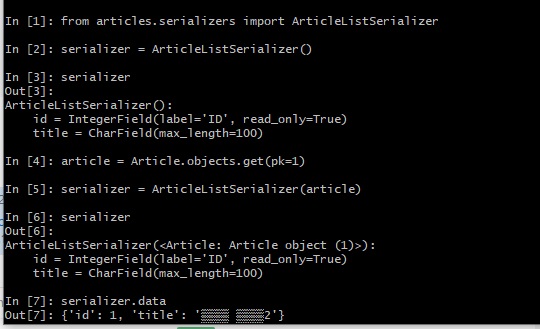 In [1]: from articles.serializers import ArticleListSerializer
In [2]: serializer = ArticleListSerializer()
In [3]: serializer
Out[3]:
ArticleListSerializer():
    id = IntegerField(label='ID', read_only=True)
    title = CharField(max_length=100)
In [4]: article = Article.objects.get(pk=1)
In [5]: serializer = ArticleListSerializer(article)
In [6]: serializer
Out[6]:
ArticleListSerializer(<Article: Article object (1)>):
    id = IntegerField(label='ID', read_only=True)
    title = CharField(max_length=100)
In [7]: serializer.data
Out[7]: {'id': 1, 'title': '▒▒▒▒ ▒▒▒▒2'}